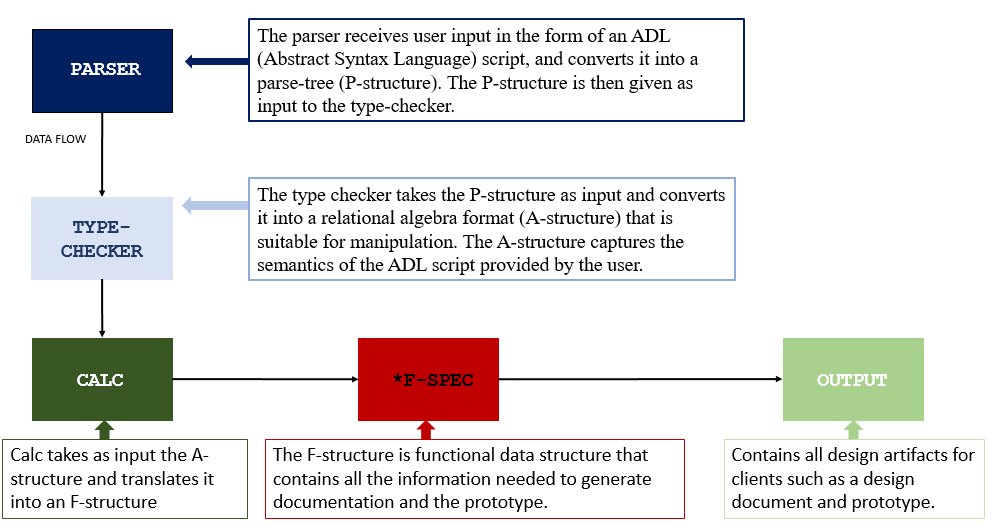 PARSER
The parser receives user input in the form of an ADL
(Abstract Syntax Language) script, and converts it into a
parse-tree (P-structure). The P-structure is then given as
input to the type-checker.
DATA FLOW
TYPE-
CHECKER
The type checker takes the P-structure as input and converts
it into a relational algebra format (A-structure) that is
suitable for manipulation. The A-structure captures the
semantics of the ADL script provided by the user.
CALC
*F-SPEC
OUTPUT
Calc takes as input the A-
structure and translates it
into an F-structure
The F-structure is functional data structure that
contains all the information needed to generate
documentation and the prototype.
Contains all design artifacts for
clients such as a design
document and prototype.